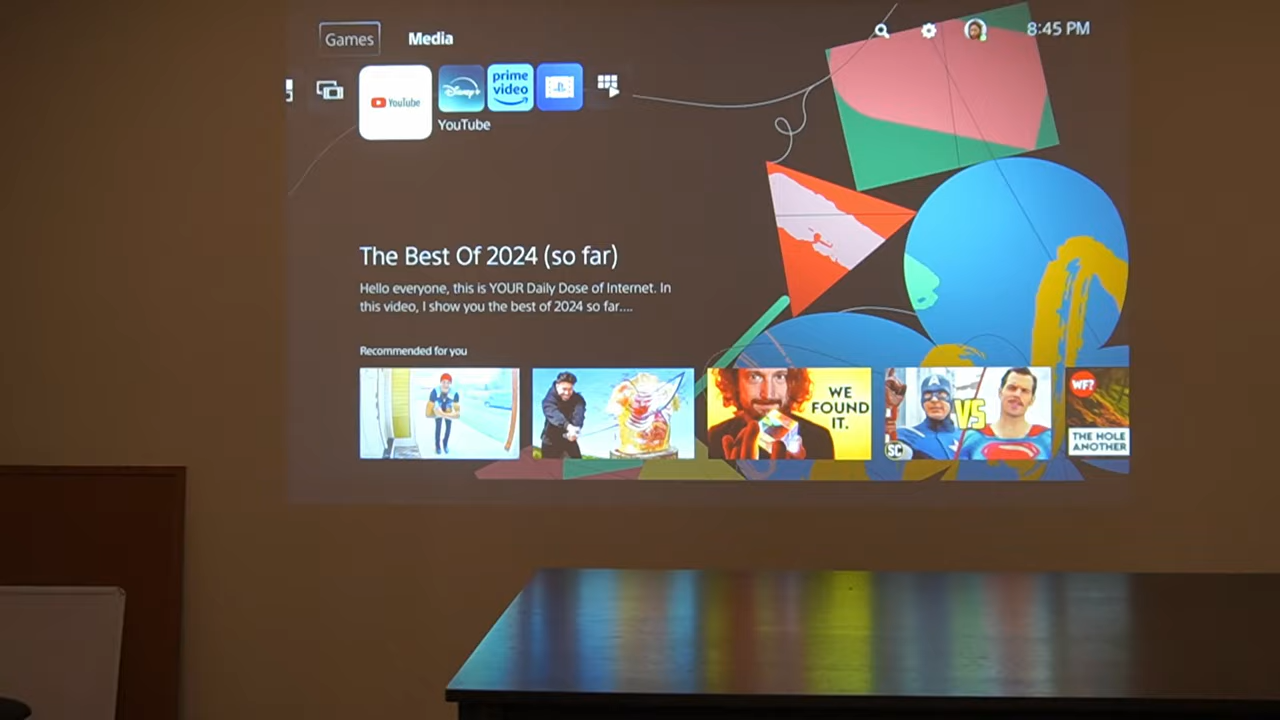 Games
Media
8:45 PM
YouTube
Disney+
prime
video
YouTube
The Best Of 2024 (so far)
Hello everyone, this is YOUR Daily Dose of Internet. In
this video, I show you the best of 2024 so far....
Recommended for you
WE
FOUND
IT.
VS
WF?
THE HOLE
ANOTHER